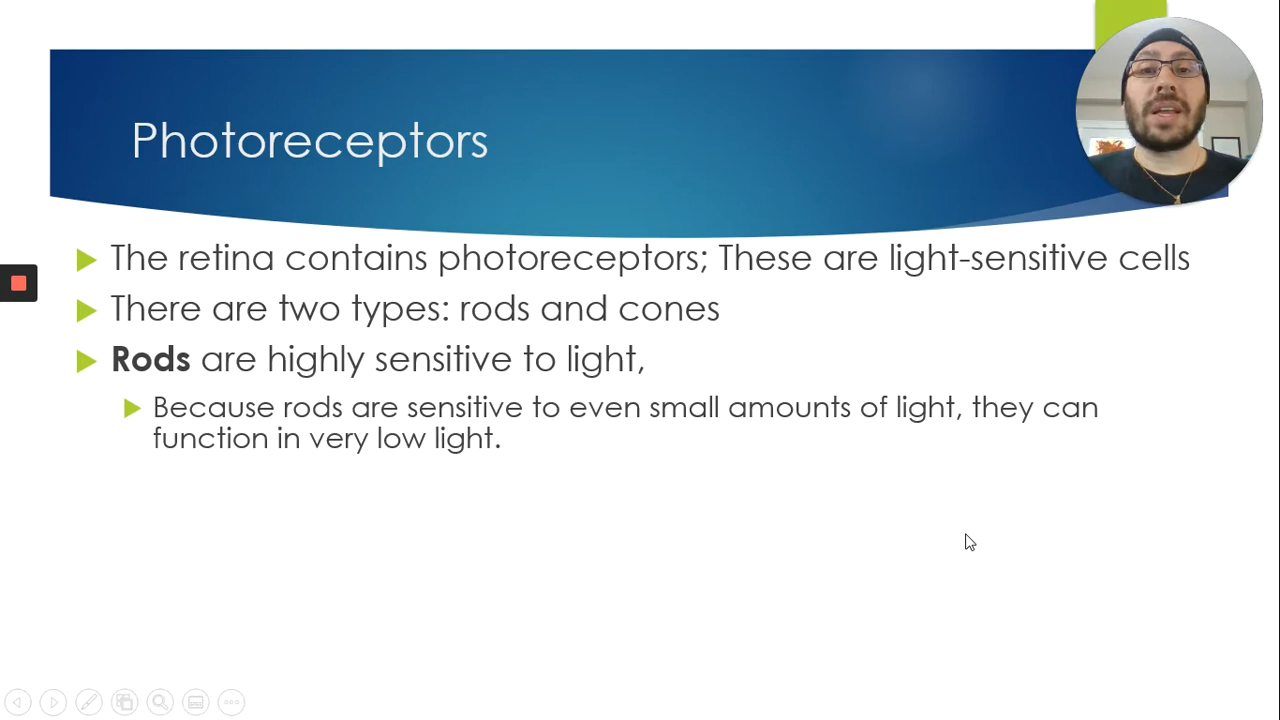 Photoreceptors
The retina contains photoreceptors; These are light-sensitive cells
There are two types: rods and cones
Rods are highly sensitive to light,
Because rods are sensitive to even small amounts of light, they can
function in very low light.